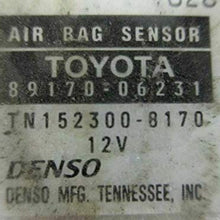 AIR BAG SENSOR
TOYOTA
89170-06231
TN152300-8170
12V
DENSO
DENSO MFG. TENNESSEE, INC